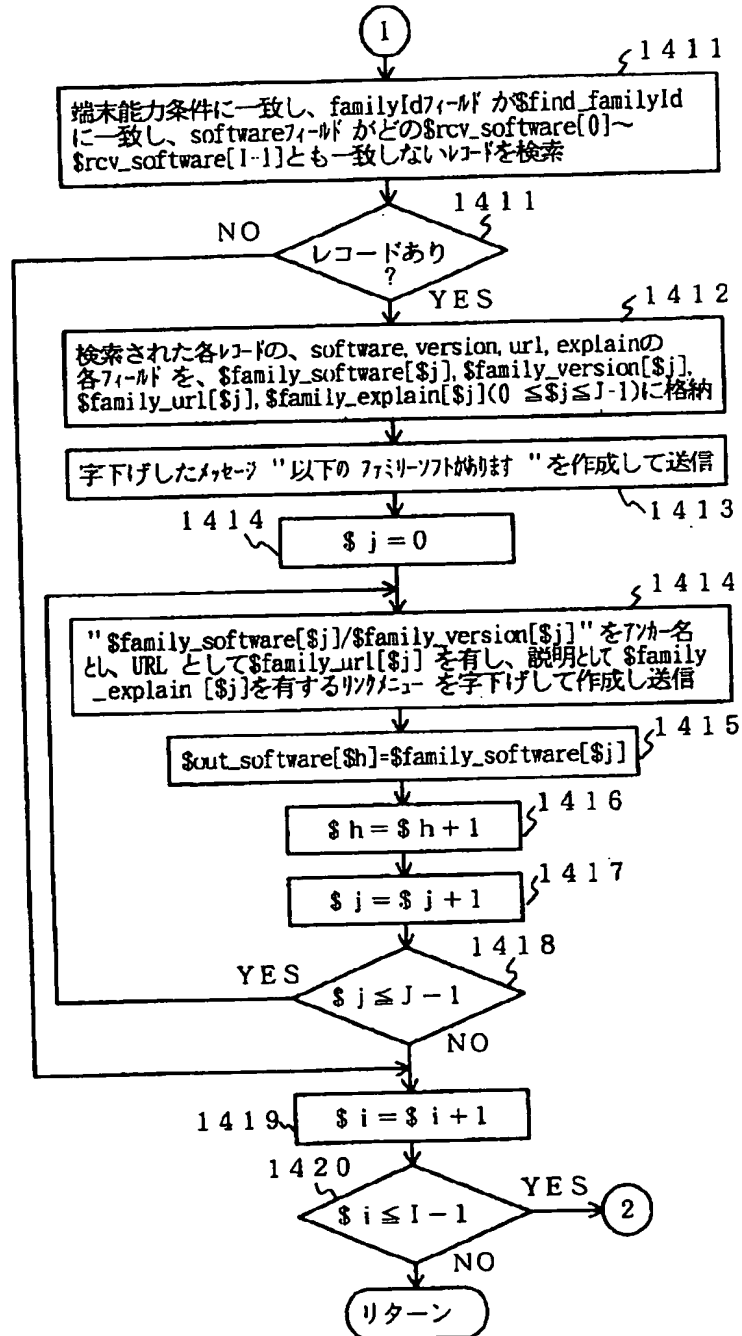 1
1411
端末能力条件に一致し、familyIdフィールド が$find_familyId
に一致し、softwareフィールド がどの$rcv_software[0]～
$rcv_software[I-1]とも一致しないレコードを検索
1411
NO
レコードあり
?
YES
1412
検索された各レコードの、software, version, url, explainの
各フィールド を、$family_software[$j], $family_version[$j],
$family_url[$j], $family_explain[$j](0 ≦$j≦J-1)に格納
字下げしたメッセージ "以下の ファミリーソフトがあります "を作成して送信
1413
1414
$ j=0
1414
"$family_software[$j]/$family_version[$j]"をアンカー名
とし、URL として$family_url[$j] を有し、説明として $family
_explain [$j]を有するリンクメニュー を字下げして作成し送信
1415
$out_software[$h]=$family_software[$j]
1416
$ h=$ h+1
1417
$ j=$ j+1
1418
YES
$ j≦J-1
NO
1419
$ i=$ i+1
1420
YES
$ i≦I-1
2
NO
リターン